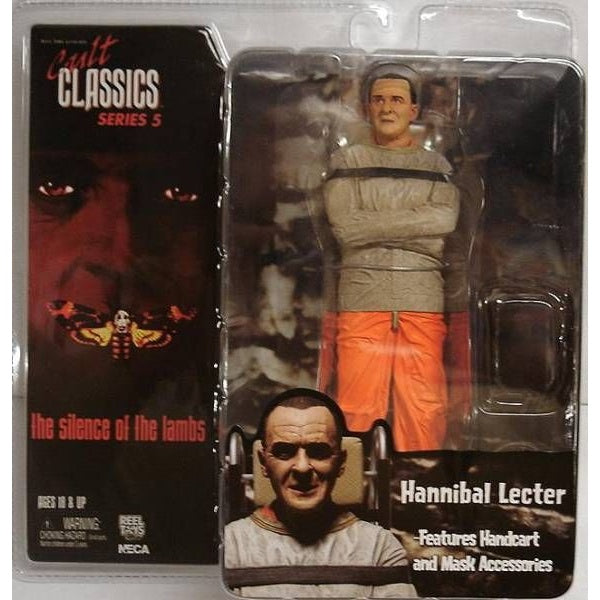 Cult
CLASSICS
SERIES 5
the silence of the lambs
AGES 18 & UP
WARNING:
CHOKING HAZARD
REEL
TOYS
NECA
Hannibal Lecter
-Features Handcart
and Mask Accessories